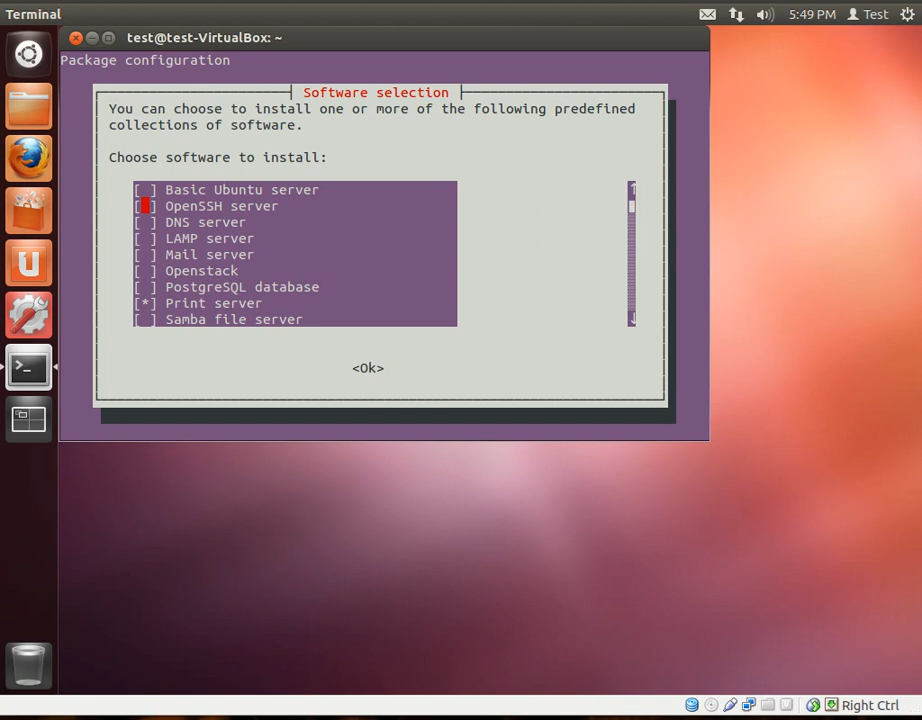 Terminal
5:49 PM Test
test@test-VirtualBox: ~
Package configuration
Software selection
You can choose to install one or more of the following predefined
collections of software.
Choose software to install:
[ ] Basic Ubuntu server
[ ] OpenSSH server
[ ] DNS server
[ ] LAMP server
[ ] Mail server
[ ] Openstack
[ ] PostgreSQL database
[*] Print server
[ ] Samba file server
<Ok>
Right Ctrl